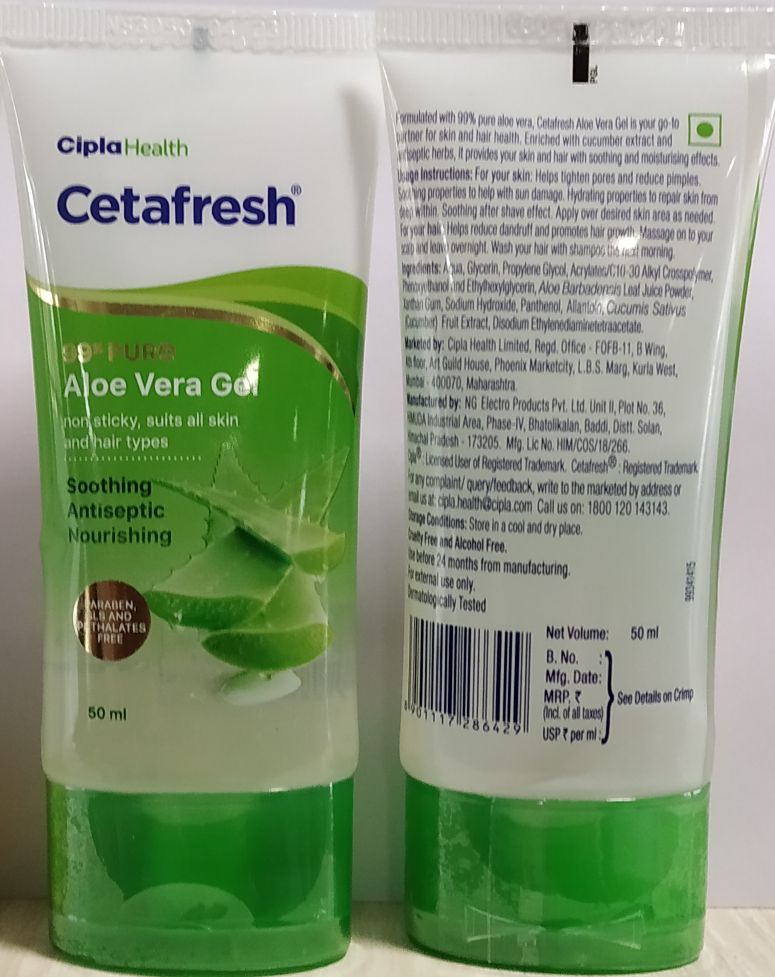 CiplaHealth
Cetafresh®
99% PURE
Aloe Vera Gel
non sticky, suits all skin
and hair types
Soothing
Antiseptic
Nourishing
PARABEN,
SLS AND
PHTHALATES
FREE
50 ml
PGL
Formulated with 99% pure aloe vera, Cetafresh Aloe Vera Gel is your go-to
partner for skin and hair health. Enriched with cucumber extract and
antiseptic herbs, it provides your skin and hair with soothing and moisturising effects.
Usage Instructions: For your skin: Helps tighten pores and reduce pimples.
Soothing properties to help with sun damage. Hydrating properties to repair skin from
deep within. Soothing after shave effect. Apply over desired skin area as needed.
For your hair: Helps reduce dandruff and promotes hair growth. Massage on to your
scalp and leave overnight. Wash your hair with shampoo the next morning.
Ingredients: Aqua, Glycerin, Propylene Glycol, Acrylates/C10-30 Alkyl Crosspolymer,
Phenoxyethanol and Ethylhexylglycerin, Aloe Barbadensis Leaf Juice Powder,
Xanthan Gum, Sodium Hydroxide, Panthenol, Allantoin, Cucumis Sativus
(Cucumber) Fruit Extract, Disodium Ethylenediaminetetraacetate.
Marketed by: Cipla Health Limited, Regd. Office - FOFB-11, B Wing,
4th floor, Art Guild House, Phoenix Marketcity, L.B.S. Marg, Kurla West,
Mumbai - 400070, Maharashtra.
Manufactured by: NG Electro Products Pvt. Ltd. Unit II, Plot No. 36,
HIMUDA Industrial Area, Phase-IV, Bhatolikalan, Baddi, Distt. Solan,
Himachal Pradesh - 173205. Mfg. Lic No. HIM/COS/18/266.
Cipla®: Licensed User of Registered Trademark. Cetafresh®: Registered Trademark
For any complaint/ query/feedback, write to the marketed by address or
email us at: cipla.health@cipla.com Call us on: 1800 120 143143.
Storage Conditions: Store in a cool and dry place.
Cruelty Free and Alcohol Free.
Use before 24 months from manufacturing.
For external use only.
Dermatologically Tested
99041415
8901117286429
Net Volume: 50 ml
B. No. :
Mfg. Date:
MRP. ₹
(Incl. of all taxes)
USP ₹ per ml :
See Details on Crimp